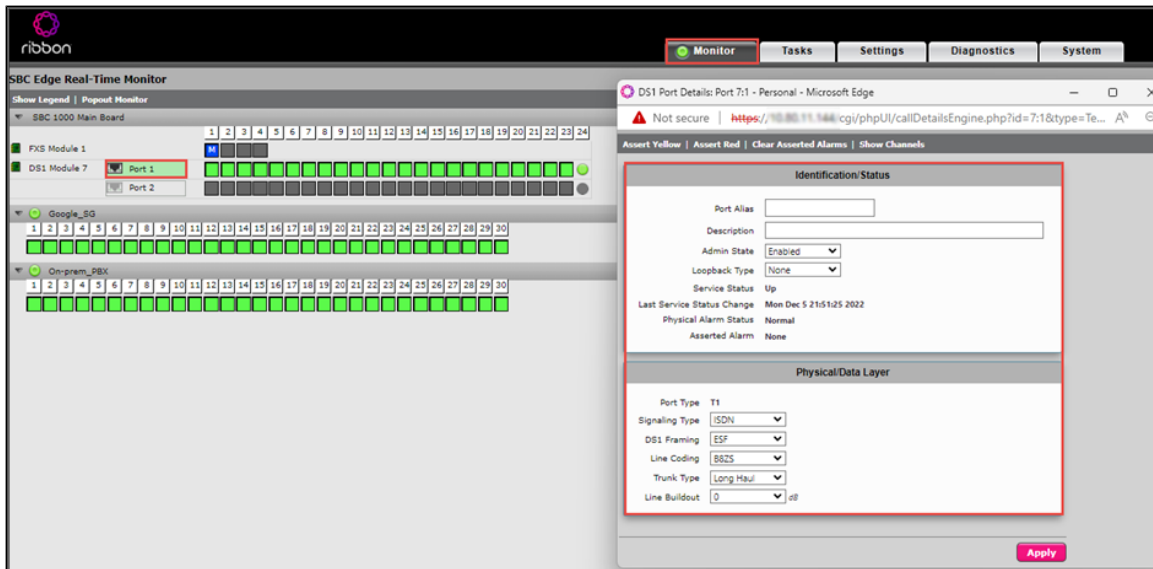 ribbon
Monitor Tasks Settings Diagnostics System
SBC Edge Real-Time Monitor
Show Legend | Popout Monitor
SBC 1000 Main Board
1 2 3 4 5 6 7 8 9 10 11 12 13 14 15 16 17 18 19 20 21 22 23 24
FXS Module 1 M
DS1 Module 7 Port 1
Port 2
Google_SG
1 2 3 4 5 6 7 8 9 10 11 12 13 14 15 16 17 18 19 20 21 22 23 24 25 26 27 28 29 30
On-prem_PBX
1 2 3 4 5 6 7 8 9 10 11 12 13 14 15 16 17 18 19 20 21 22 23 24 25 26 27 28 29 30
DS1 Port Details: Port 7:1 - Personal - Microsoft Edge
Not secure | https:// /cgi/phpUI/callDetailsEngine.php?id=7:1&type=Te...
Assert Yellow | Assert Red | Clear Asserted Alarms | Show Channels
Identification/Status
Port Alias
Description
Admin State Enabled
Loopback Type None
Service Status Up
Last Service Status Change Mon Dec 5 21:51:25 2022
Physical Alarm Status Normal
Asserted Alarm None
Physical/Data Layer
Port Type T1
Signaling Type ISDN
DS1 Framing ESF
Line Coding B8ZS
Trunk Type Long Haul
Line Buildout 0 dB
Apply